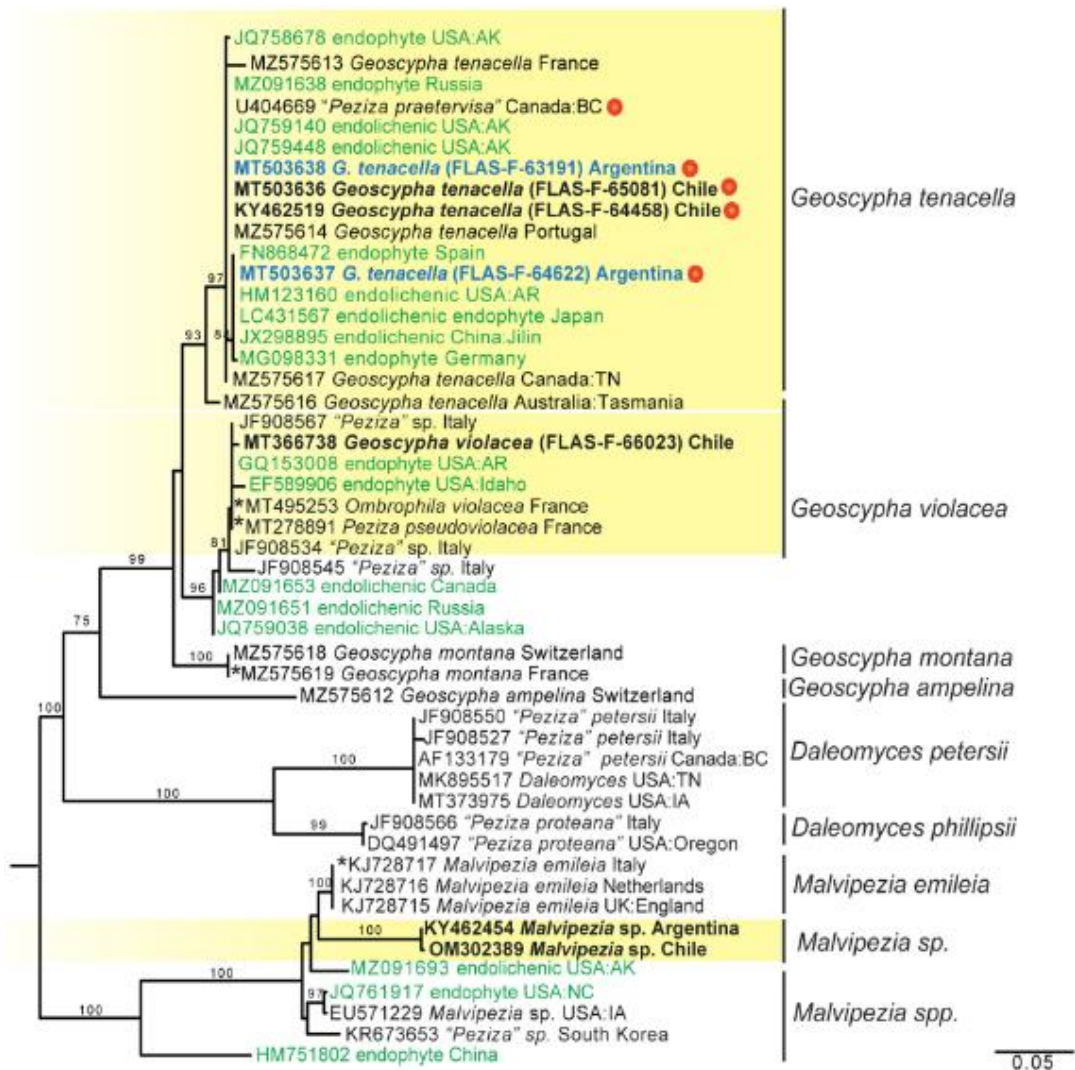 JQ758678 endophyte USA:AK
MZ575613 Geoscypha tenacella France
MZ091638 endophyte Russia
U404669 "Peziza praetervisa" Canada:BC
JQ759140 endolichenic USA:AK
JQ759448 endolichenic USA:AK
MT503638 G. tenacella (FLAS-F-63191) Argentina
MT503636 Geoscypha tenacella (FLAS-F-65081) Chile
KY462519 Geoscypha tenacella (FLAS-F-64458) Chile
Geoscypha tenacella
MZ575614 Geoscypha tenacella Portugal
FN868472 endophyte Spain
MT503637 G. tenacella (FLAS-F-64622) Argentina
97
HM123160 endolichenic USA:AR
LC431567 endolichenic endophyte Japan
93
JX298895 endolichenic China:Jilin
MG098331 endophyte Germany
MZ575617 Geoscypha tenacella Canada:TN
MZ575616 Geoscypha tenacella Australia:Tasmania
JF908567 "Peziza" sp. Italy
MT366738 Geoscypha violacea (FLAS-F-66023) Chile
GQ153008 endophyte USA:AR
EF589906 endophyte USA:Idaho
*MT495253 Ombrophila violacea France
Geoscypha violacea
*MT278891 Peziza pseudoviolacea France
81
JF908534 "Peziza" sp. Italy
99
JF908545 "Peziza" sp. Italy
96
MZ091653 endolichenic Canada
MZ091651 endolichenic Russia
75
JQ759038 endolichenic USA:Alaska
MZ575618 Geoscypha montana Switzerland
100
Geoscypha montana
*MZ575619 Geoscypha montana France
MZ575612 Geoscypha ampelina Switzerland
Geoscypha ampelina
100
JF908550 "Peziza" petersii Italy
JF908527 "Peziza" petersii Italy
100
AF133179 "Peziza" petersii Canada:BC
Daleomyces petersii
MK895517 Daleomyces USA:TN
100
MT373975 Daleomyces USA:IA
99
JF908566 "Peziza proteana" Italy
Daleomyces phillipsii
DQ491497 "Peziza proteana" USA:Oregon
*KJ728717 Malvipezia emileia Italy
100
KJ728716 Malvipezia emileia Netherlands
Malvipezia emileia
KJ728715 Malvipezia emileia UK:England
100
KY462454 Malvipezia sp. Argentina
Malvipezia sp.
OM302389 Malvipezia sp. Chile
100
MZ091693 endolichenic USA:AK
97
JQ761917 endophyte USA:NC
EU571229 Malvipezia sp. USA:IA
Malvipezia spp.
100
KR673653 "Peziza" sp. South Korea
HM751802 endophyte China
0.05